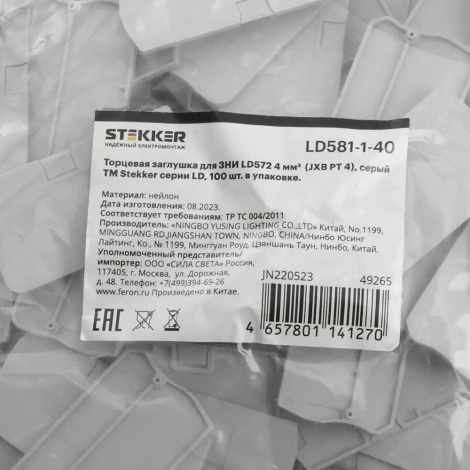 STEKKER
НАДЁЖНЫЙ ЭЛЕКТРОМОНТАЖ
LD581-1-40
Торцевая заглушка для ЗНИ LD572 4 мм² (JXB PT 4), серый
TM Stekker серии LD, 100 шт. в упаковке.
Материал: нейлон
Дата изготовления: 08.2023.
Соответствует требованиям: ТР ТС 004/2011
Производитель: «NINGBO YUSING LIGHTING CO.,LTD» Китай, No.1199,
MINGGUANG RD.JIANGSHAN TOWN, NINGBO, CHINA/Нинбо Юсинг
Лайтинг, Ко., № 1199, Мингуан Роуд, Цзяншань Таун, Нинбо, Китай.
Уполномоченный представитель/
импортер: ООО «СИЛА СВЕТА» Россия,
117405, г. Москва, ул. Дорожная,
д. 48. Телефон: +7(499)394-69-26
www.feron.ru Произведено в Китае.
JN220523 49265
EAC
4 657801 141270